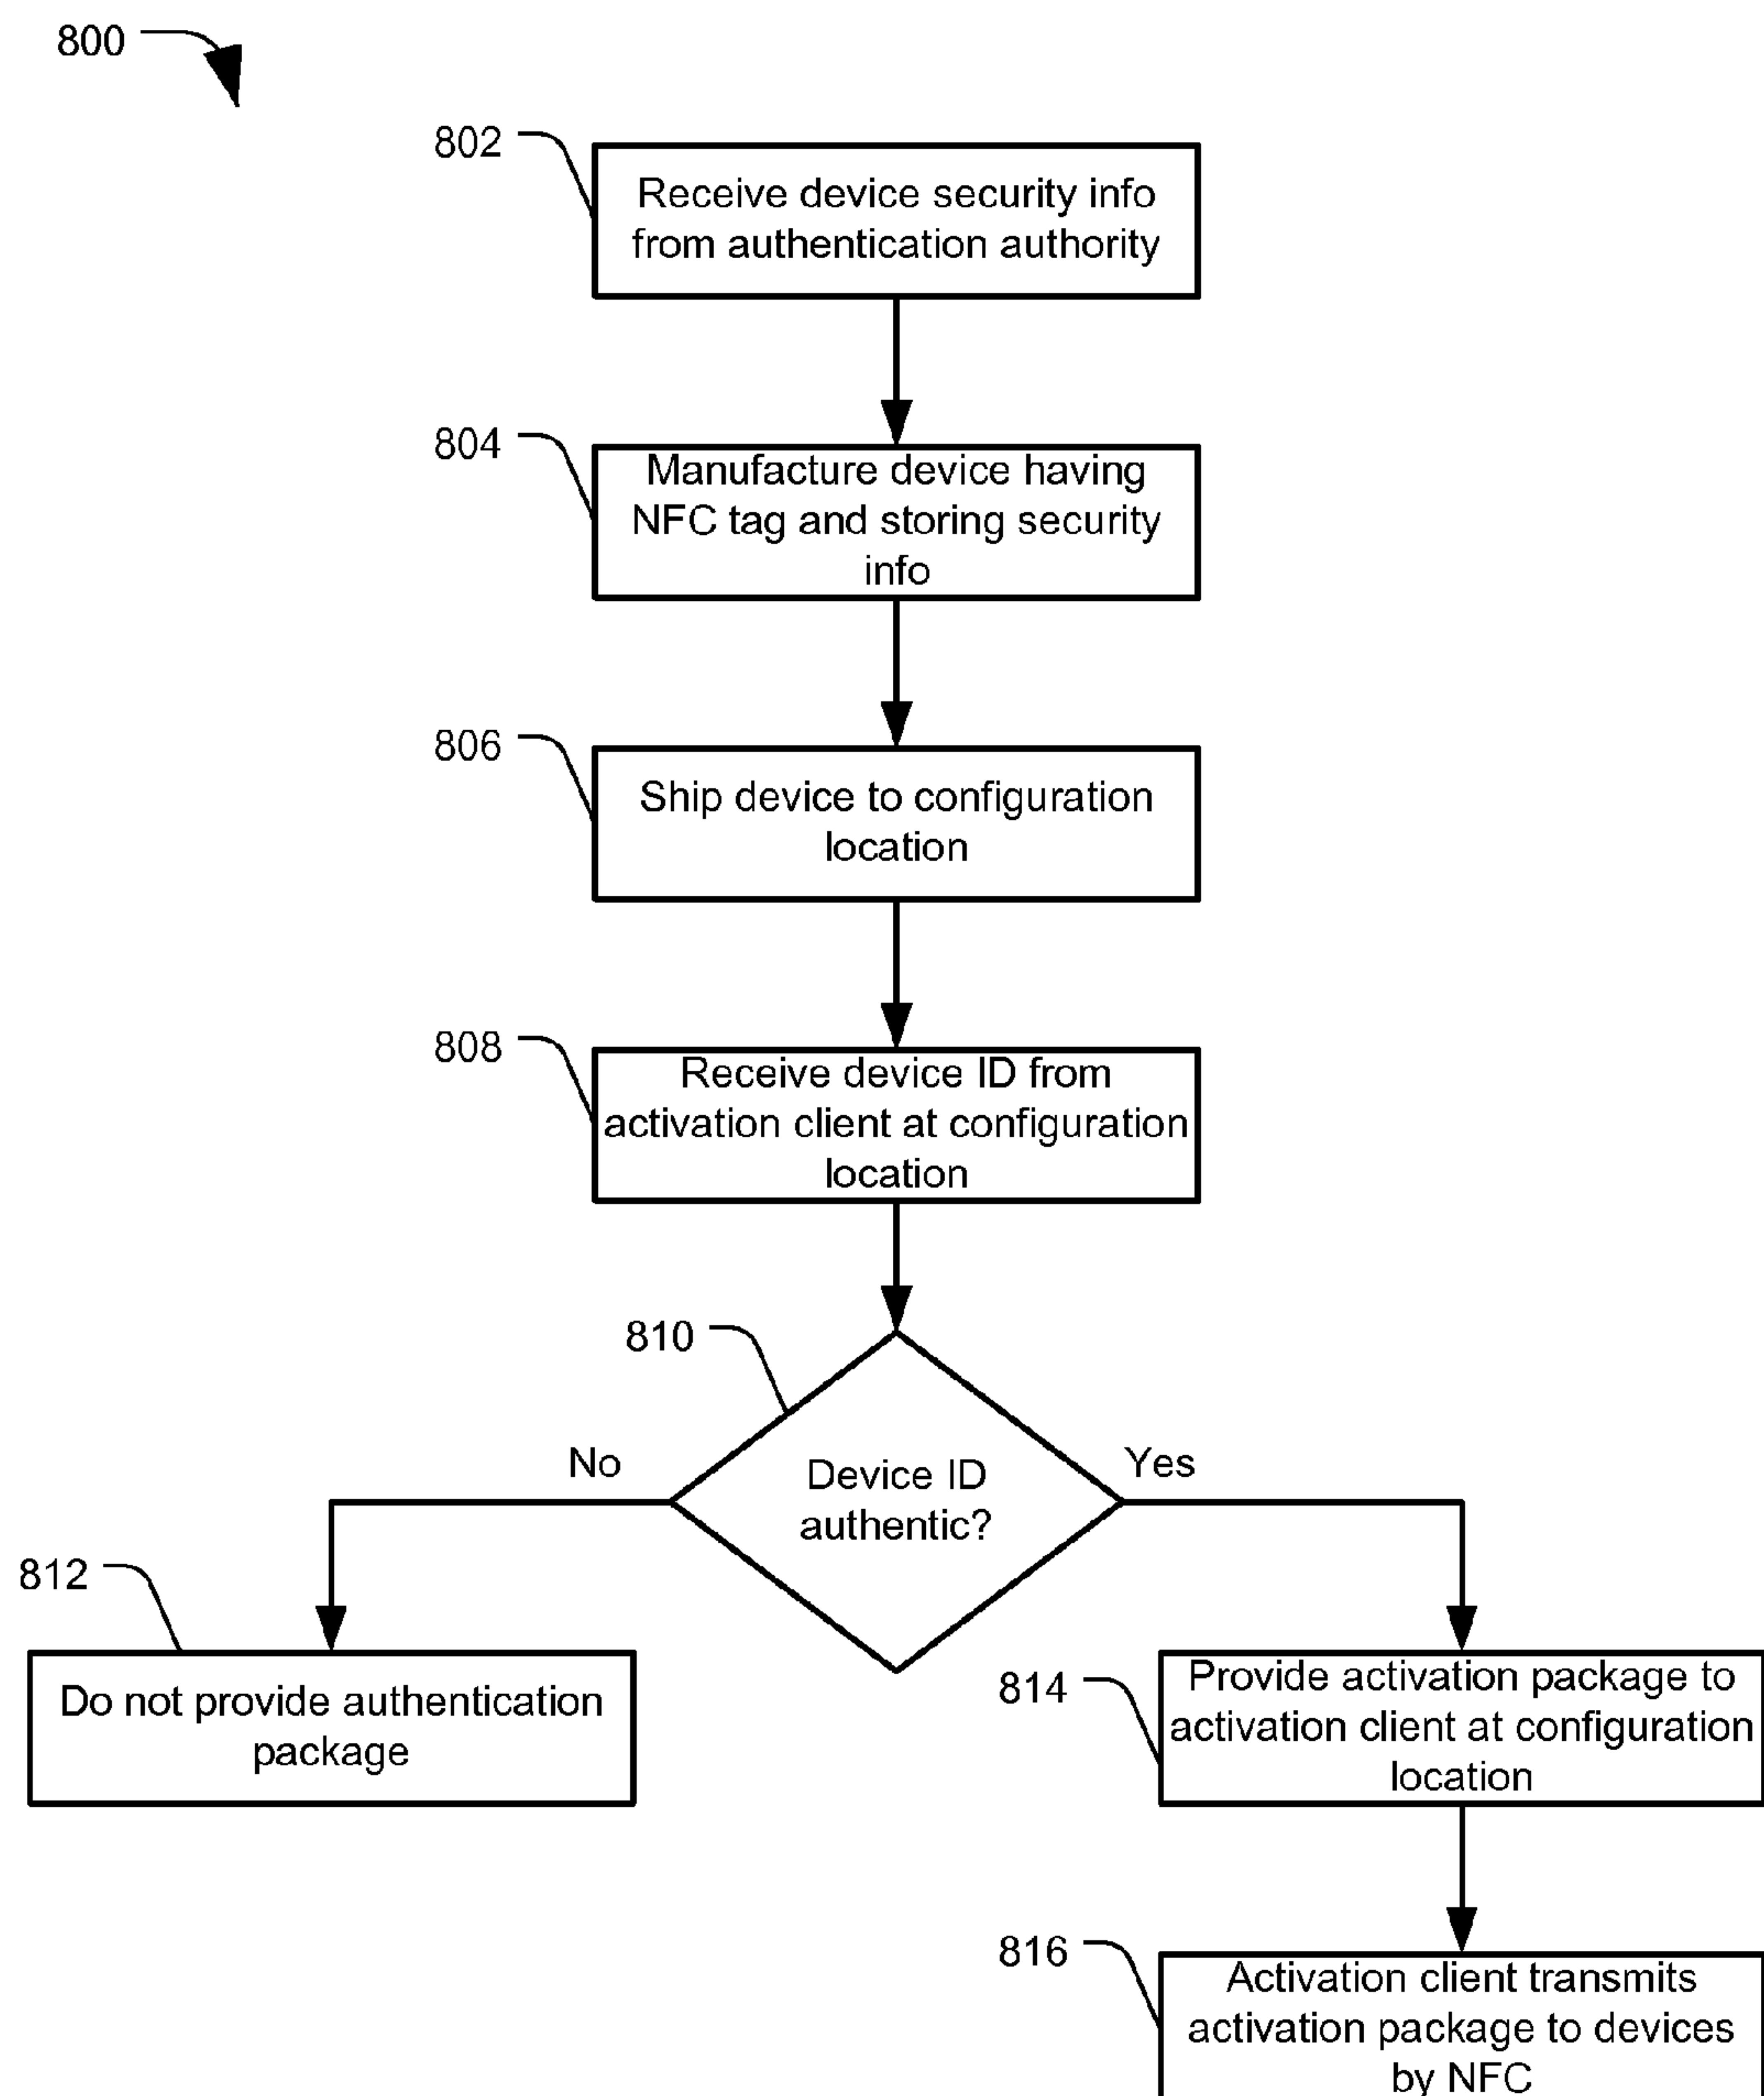 800
802
Receive device security info
from authentication authority
804
Manufacture device having
NFC tag and storing security
info
806
Ship device to configuration
location
808
Receive device ID from
activation client at configuration
location
810
Device ID
authentic?
No
Yes
812
Do not provide authentication
package
814
Provide activation package to
activation client at configuration
location
816
Activation client transmits
activation package to devices
by NFC